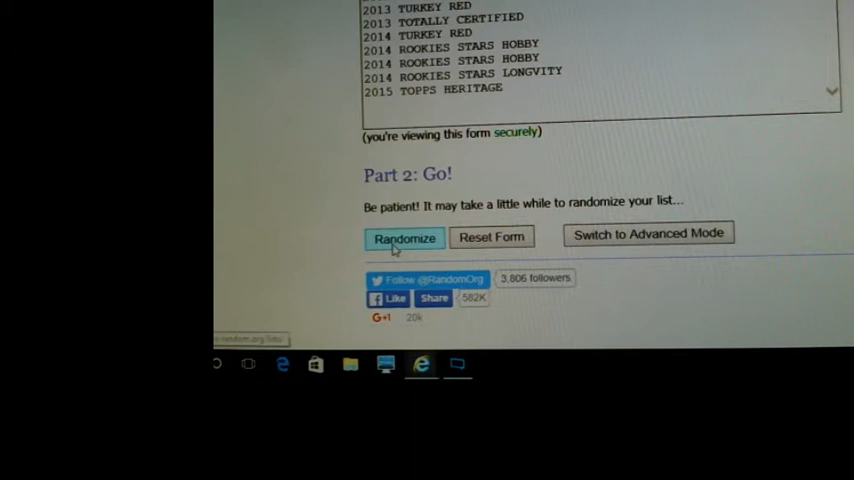 2013 TURKEY RED
2013 TOTALLY CERTIFIED
2014 TURKEY RED
2014 ROOKIES STARS HOBBY
2014 ROOKIES STARS HOBBY
2014 ROOKIES STARS LONGVITY
2015 TOPPS HERITAGE
(you're viewing this form securely)
Part 2: Go!
Be patient! It may take a little while to randomize your list...
Randomize Reset Form Switch to Advanced Mode
Follow @RandomOrg 3,806 followers
Like Share 582K
G+1 20k